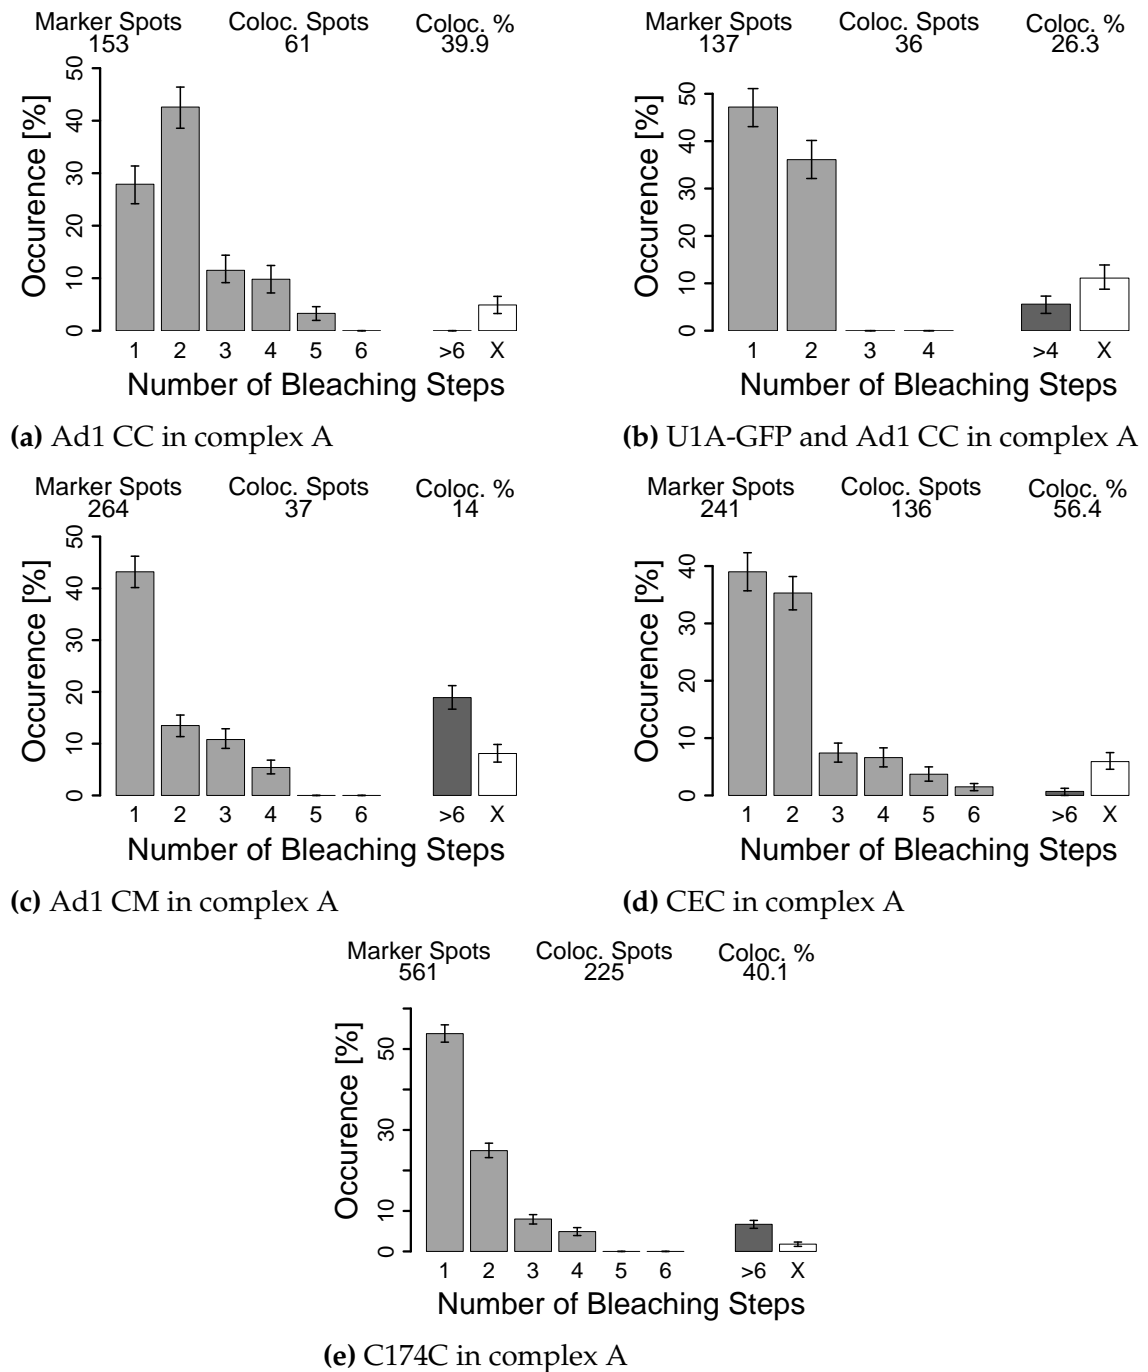 Marker Spots Coloc. Spots Coloc. %
153 61 39.9
Occurence [%]
0 10 20 30 40 50
1 2 3 4 5 6 >6 X
Number of Bleaching Steps
(a) Ad1 CC in complex A
Marker Spots Coloc. Spots Coloc. %
137 36 26.3
Occurence [%]
0 10 20 30 40 50
1 2 3 4 >4 X
Number of Bleaching Steps
(b) U1A-GFP and Ad1 CC in complex A
Marker Spots Coloc. Spots Coloc. %
264 37 14
Occurence [%]
0 10 20 30 40 50
1 2 3 4 5 6 >6 X
Number of Bleaching Steps
(c) Ad1 CM in complex A
Marker Spots Coloc. Spots Coloc. %
241 136 56.4
Occurence [%]
0 10 20 30 40
1 2 3 4 5 6 >6 X
Number of Bleaching Steps
(d) CEC in complex A
Marker Spots Coloc. Spots Coloc. %
561 225 40.1
Occurence [%]
0 10 30 50
1 2 3 4 5 6 >6 X
Number of Bleaching Steps
(e) C174C in complex A